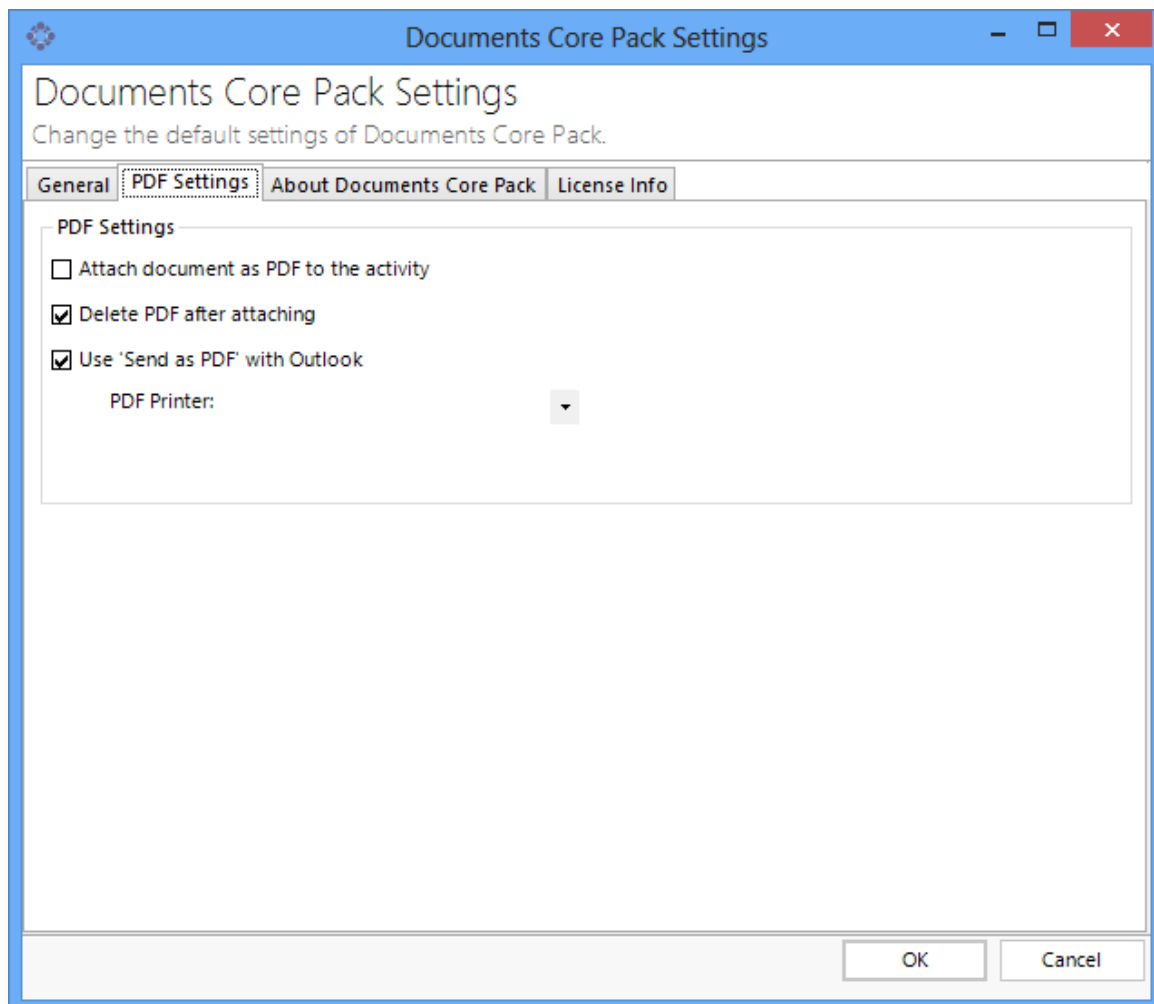 Documents Core Pack Settings
Documents Core Pack Settings
Change the default settings of Documents Core Pack.
General PDF Settings About Documents Core Pack License Info
PDF Settings
Attach document as PDF to the activity
Delete PDF after attaching
Use 'Send as PDF' with Outlook
PDF Printer:
OK Cancel